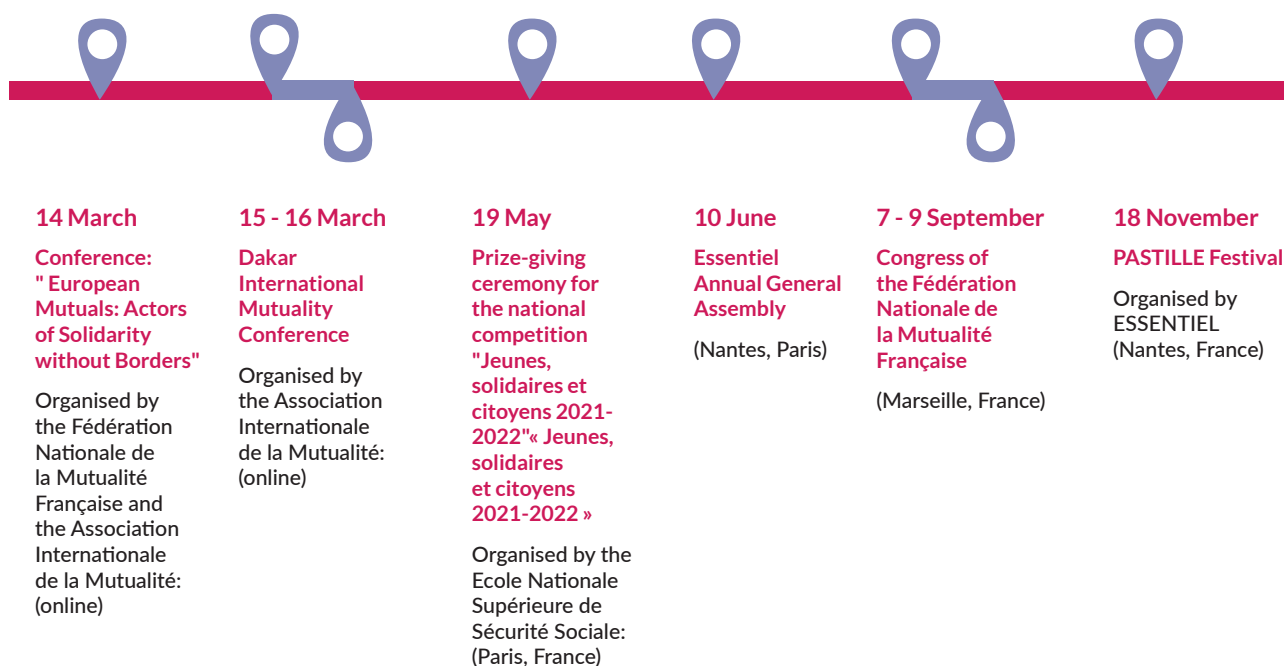 14 March
Conference:
" European
Mutuals: Actors
of Solidarity
without Borders"
Organised by
the Fédération
Nationale de
la Mutualité
Française and
the Association
Internationale
de la Mutualité:
(online)
15 - 16 March
Dakar
International
Mutuality
Conference
Organised by
the Association
Internationale
de la Mutualité:
(online)
19 May
Prize-giving
ceremony for
the national
competition
"Jeunes,
solidaires et
citoyens 2021-
2022"« Jeunes,
solidaires
et citoyens
2021-2022 »
Organised by the
Ecole Nationale
Supérieure de
Sécurité Sociale:
(Paris, France)
10 June
Essentiel
Annual General
Assembly
(Nantes, Paris)
7 - 9 September
Congress of
the Fédération
Nationale de
la Mutualité
Française
(Marseille, France)
18 November
PASTILLE Festival
Organised by
ESSENTIEL
(Nantes, France)